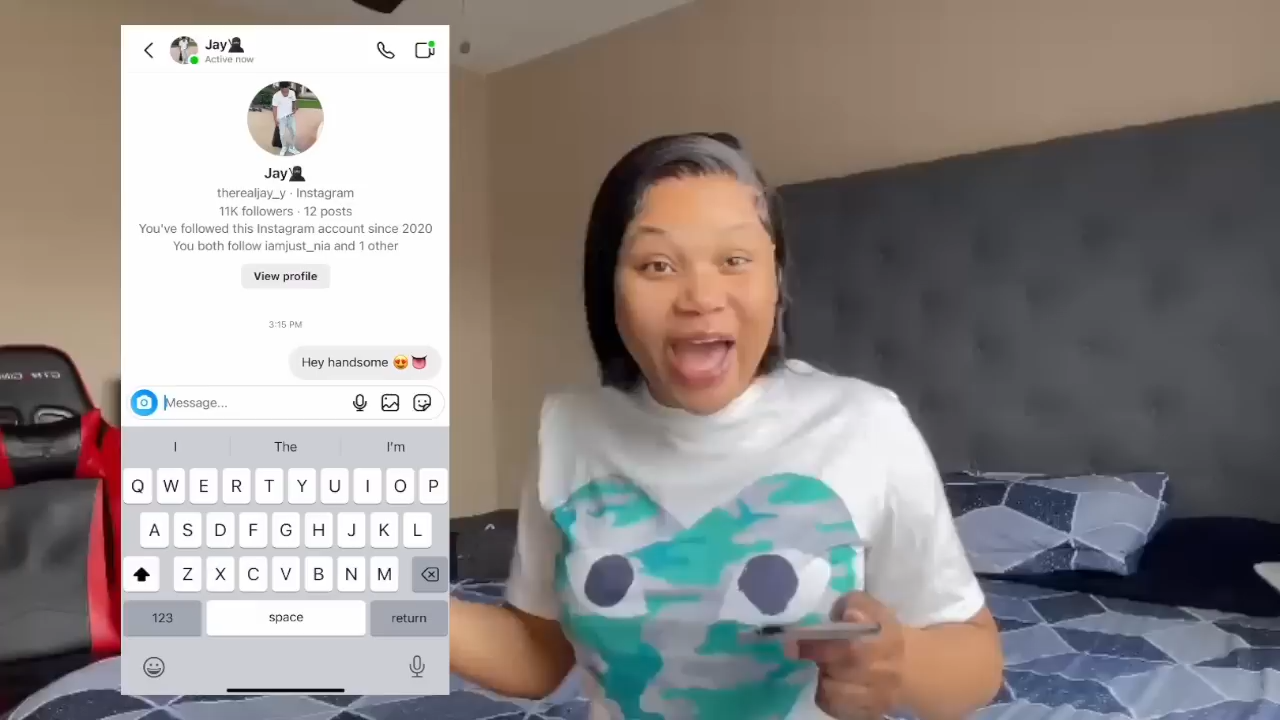 Jay
Active now
Jay
therealjay_y · Instagram
11K followers · 12 posts
You've followed this Instagram account since 2020
You both follow iamjust_nia and 1 other
View profile
3:15 PM
Hey handsome 😍👅
Message...
I The I'm
Q W E R T Y U I O P
A S D F G H J K L
Z X C V B N M
123 space return